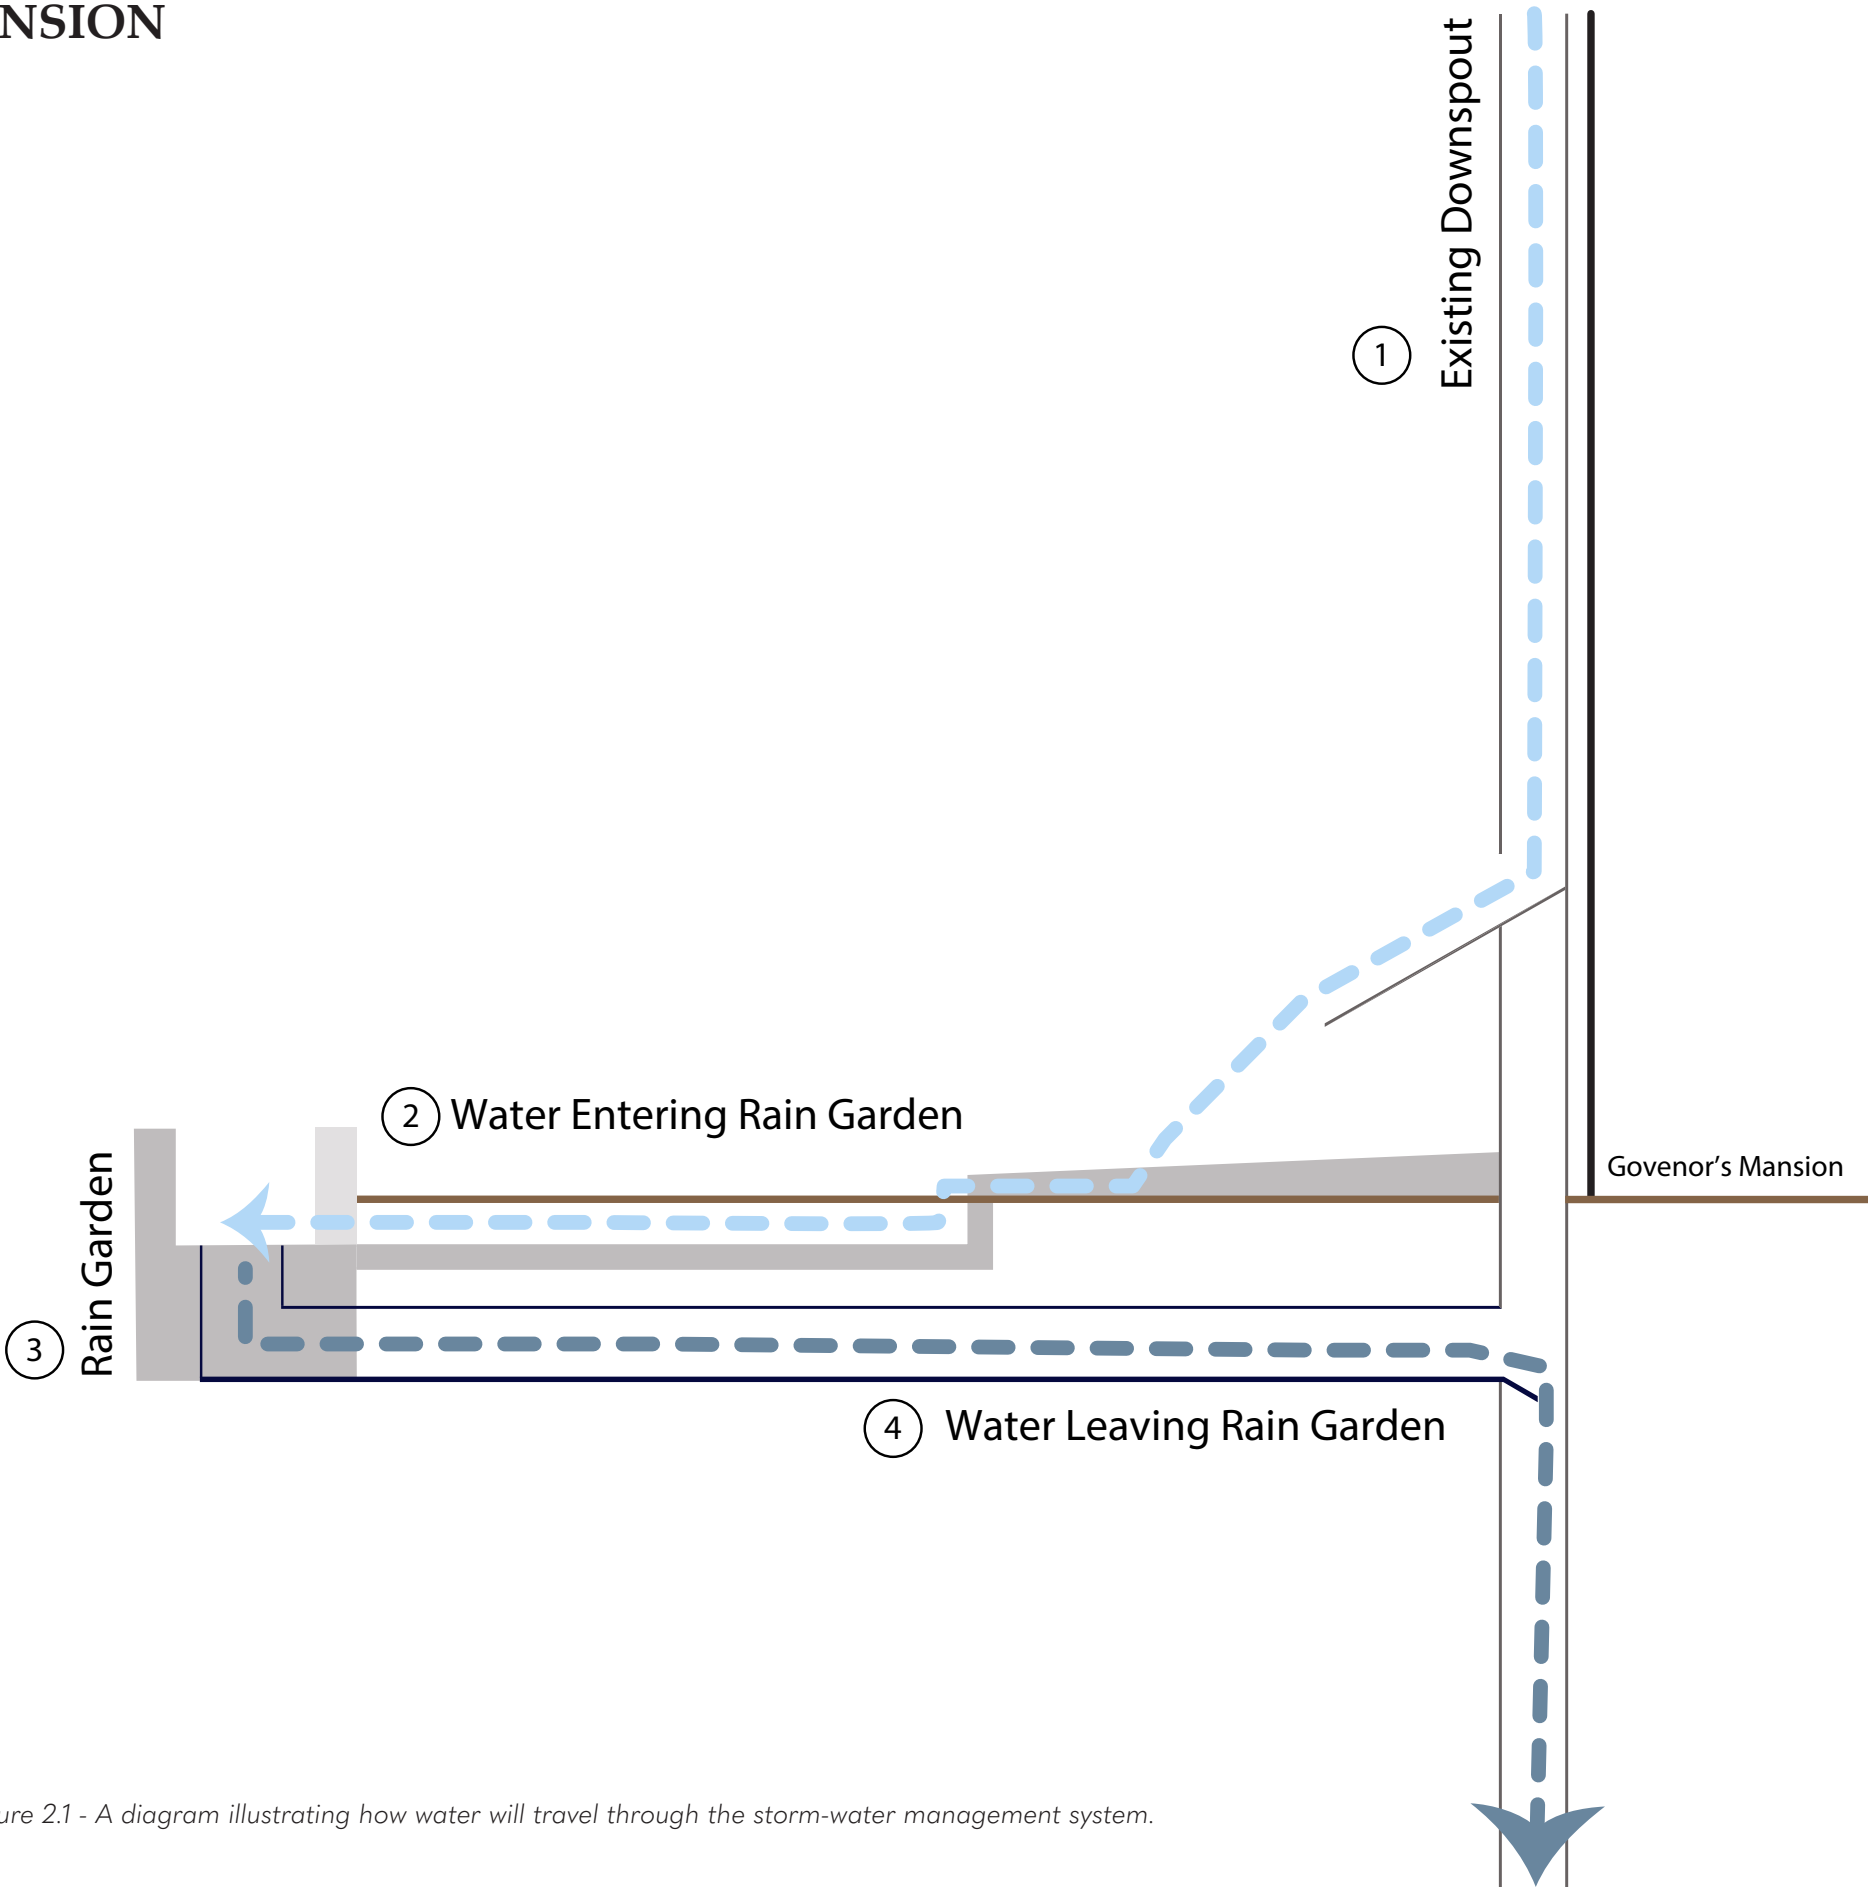 NSION
Existing Downspout
1
2 Water Entering Rain Garden
Govenor's Mansion
Rain Garden
3
4 Water Leaving Rain Garden
ure 2.1 - A diagram illustrating how water will travel through the storm-water management system.